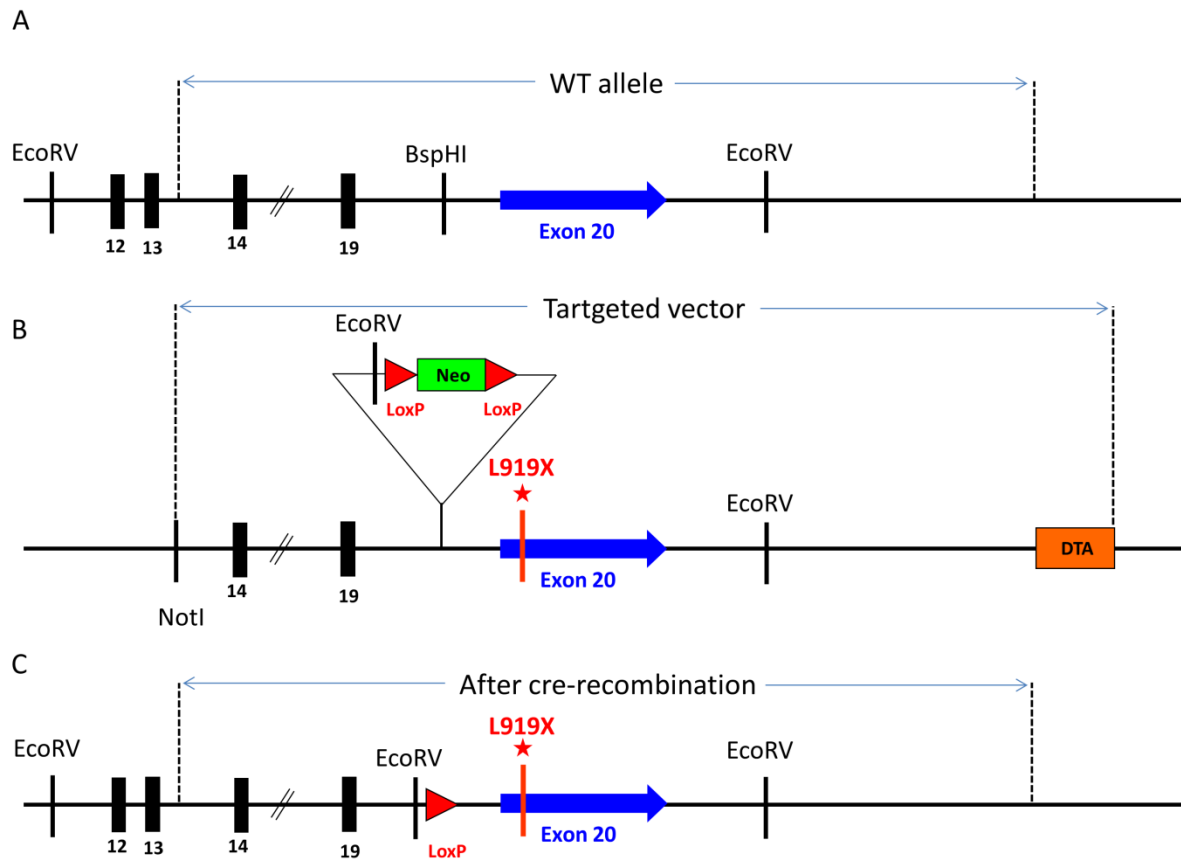 A
WT allele
EcoRV
BspHI
EcoRV
12
13
14
19
Exon 20
Tartgeted vector
B
EcoRV
Neo
LoxP
LoxP
L919X
EcoRV
DTA
14
19
Exon 20
NotI
C
After cre-recombination
L919X
EcoRV
EcoRV
EcoRV
12
13
14
19
LoxP
Exon 20